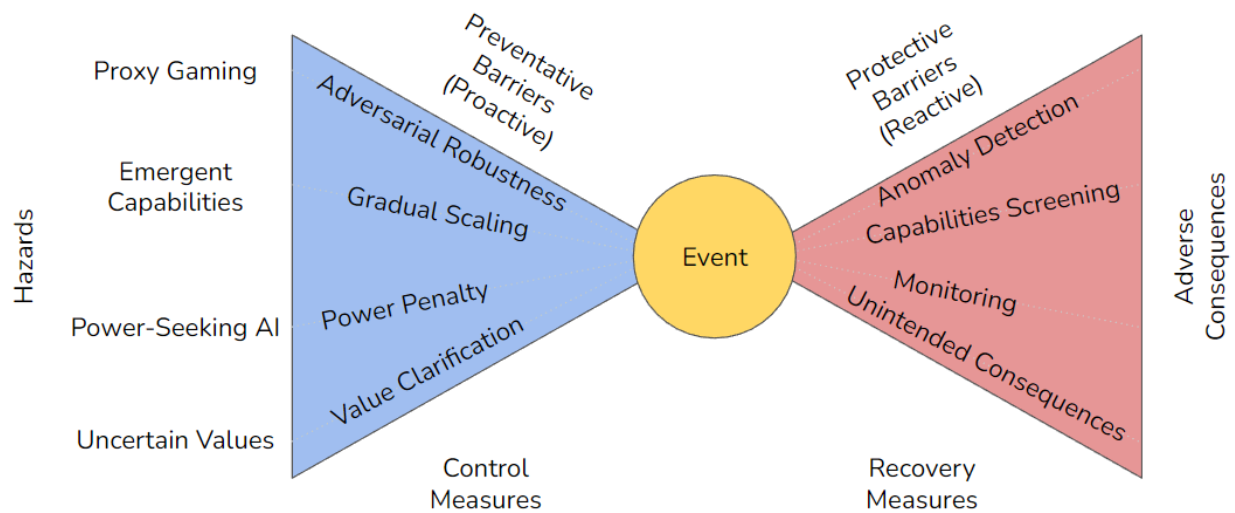 Hazards
Proxy Gaming
Emergent
Capabilities
Power-Seeking AI
Uncertain Values
Preventative
Barriers
(Proactive)
Adversarial Robustness
Gradual Scaling
Power Penalty
Value Clarification
Control
Measures
Event
Protective
Barriers
(Reactive)
Anomaly Detection
Capabilities Screening
Monitoring
Unintended Consequences
Recovery
Measures
Adverse
Consequences